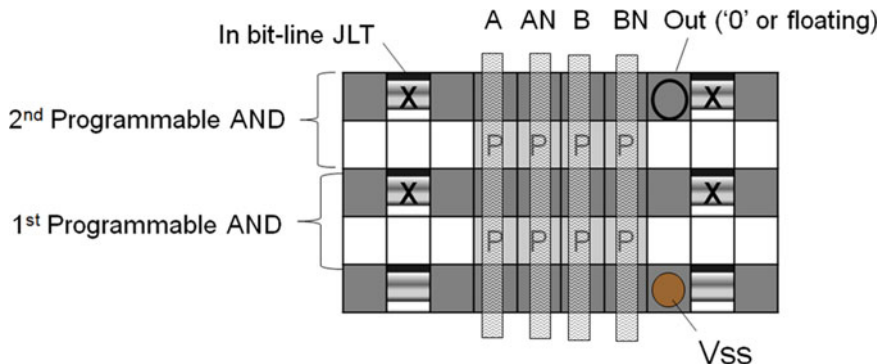 A AN B BN Out (‘0’ or floating)
In bit-line JLT
X X
2nd Programmable AND
P P P P
X X
1st Programmable AND
P P P P
Vss